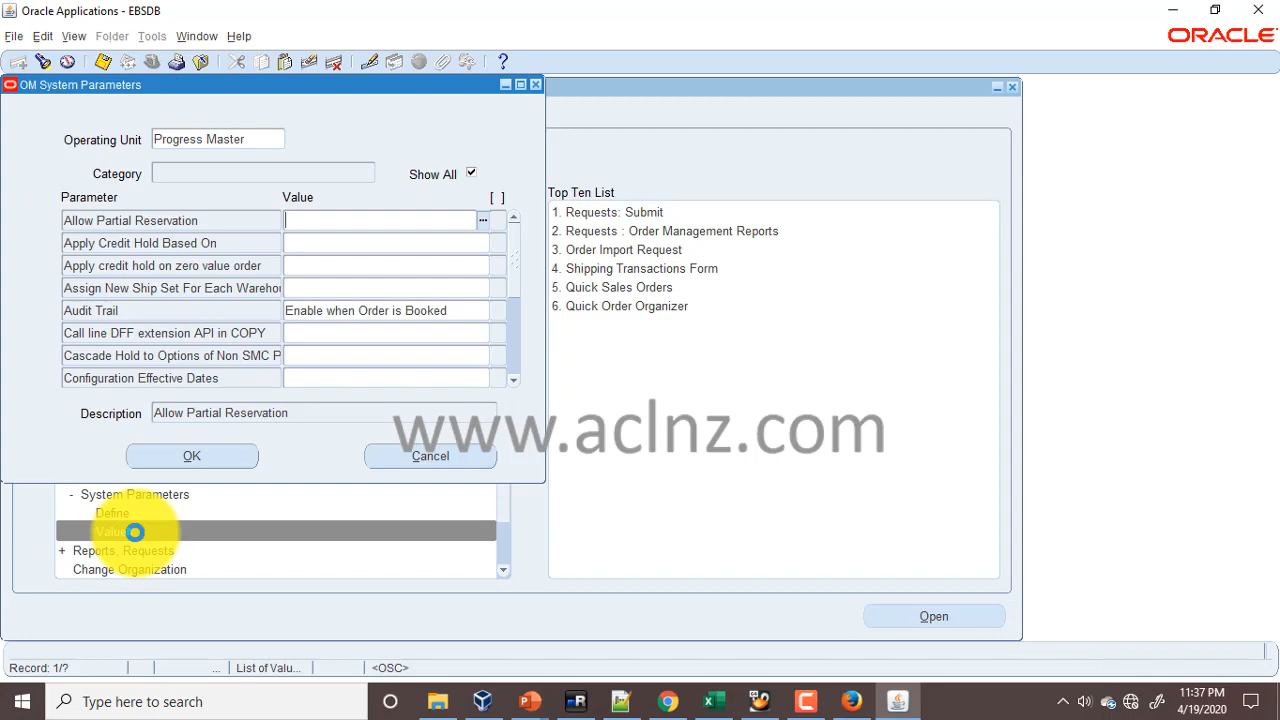 Oracle Applications - EBSDB
File Edit View Folder Tools Window Help
ORACLE
OM System Parameters
Operating Unit Progress Master
Category Show All
Parameter Value [ ]
Allow Partial Reservation
Apply Credit Hold Based On
Apply credit hold on zero value order
Assign New Ship Set For Each Wareho
Audit Trail Enable when Order is Booked
Call line DFF extension API in COPY
Cascade Hold to Options of Non SMC P
Configuration Effective Dates
Description Allow Partial Reservation
OK Cancel
Top Ten List
1. Requests: Submit
2. Requests : Order Management Reports
3. Order Import Request
4. Shipping Transactions Form
5. Quick Sales Orders
6. Quick Order Organizer
www.aclnz.com
- System Parameters
Define
Value
+ Reports, Requests
Change Organization
Open
Record: 1/? ... List of Valu... <OSC>
Type here to search
11:37 PM
4/19/2020